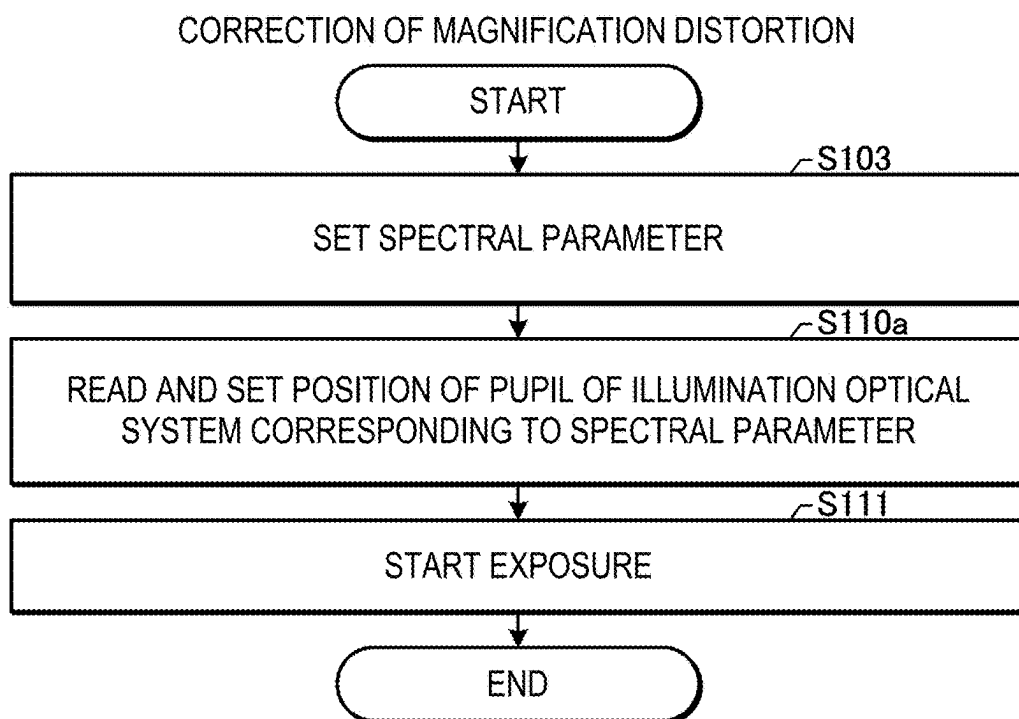 CORRECTION OF MAGNIFICATION DISTORTION
START
S103
SET SPECTRAL PARAMETER
S110a
READ AND SET POSITION OF PUPIL OF ILLUMINATION OPTICAL
SYSTEM CORRESPONDING TO SPECTRAL PARAMETER
S111
START EXPOSURE
END